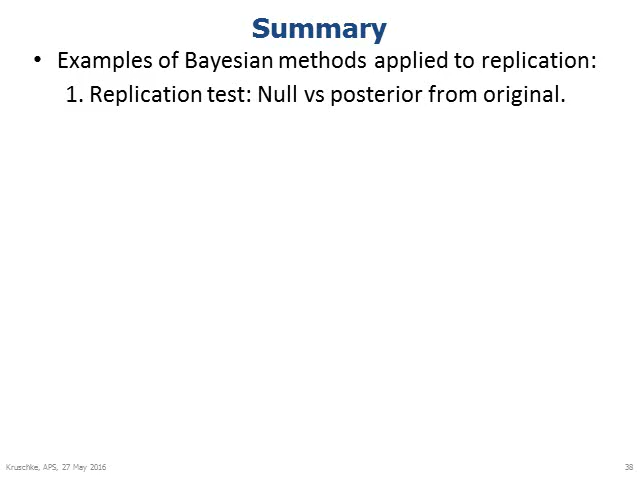 Summary
• Examples of Bayesian methods applied to replication:
1. Replication test: Null vs posterior from original.
Kruschke, APS, 27 May 2016
38